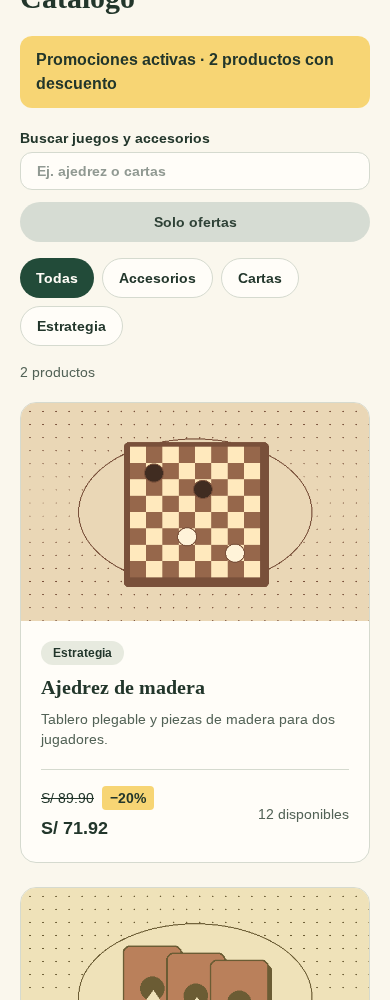 Catálogo
Promociones activas · 2 productos con
descuento
Buscar juegos y accesorios
Ej. ajedrez o cartas
Solo ofertas
Todas
Accesorios
Cartas
Estrategia
2 productos
Estrategia
Ajedrez de madera
Tablero plegable y piezas de madera para dos
jugadores.
S/ 89.90
−20%
S/ 71.92
12 disponibles